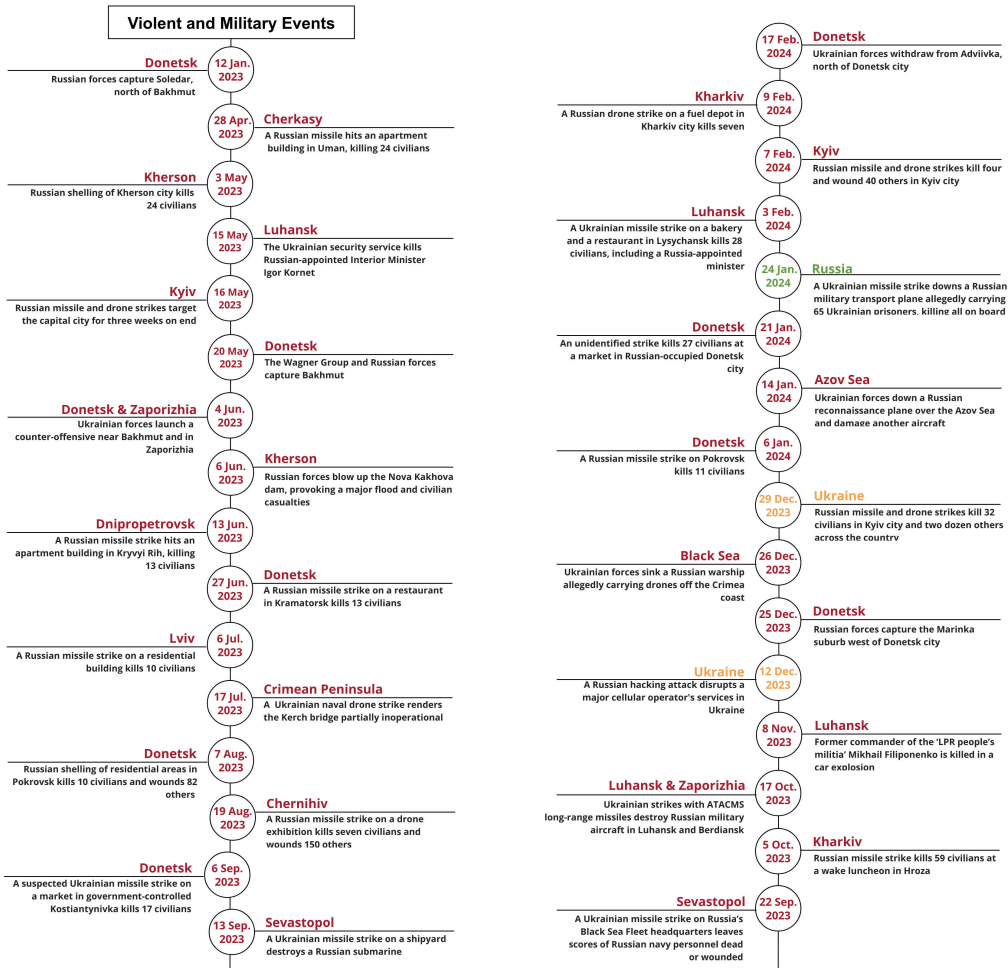 Violent and Military Events
12 Jan.
2023
Donetsk
Russian forces capture Soledar,
north of Bakhmut
28 Apr.
2023
Cherkasy
A Russian missile hits an apartment
building in Uman, killing 24 civilians
3 May
2023
Kherson
Russian shelling of Kherson city kills
24 civilians
15 May
2023
Luhansk
The Ukrainian security service kills
Russian-appointed Interior Minister
Igor Kornet
16 May
2023
Kyiv
Russian missile and drone strikes target
the capital city for three weeks on end
20 May
2023
Donetsk
The Wagner Group and Russian forces
capture Bakhmut
4 Jun.
2023
Donetsk & Zaporizhia
Ukrainian forces launch a
counter-offensive near Bakhmut and in
Zaporizhia
6 Jun.
2023
Kherson
Russian forces blow up the Nova Kakhova
dam, provoking a major flood and civilian
casualties
13 Jun.
2023
Dnipropetrovsk
A Russian missile strike hits an
apartment building in Kryvyi Rih, killing
13 civilians
27 Jun.
2023
Donetsk
A Russian missile strike on a restaurant
in Kramatorsk kills 13 civilians
6 Jul.
2023
Lviv
A Russian missile strike on a residential
building kills 10 civilians
17 Jul.
2023
Crimean Peninsula
A Ukrainian naval drone strike renders
the Kerch bridge partially inoperational
7 Aug.
2023
Donetsk
Russian shelling of residential areas in
Pokrovsk kills 10 civilians and wounds 82
others
19 Aug.
2023
Chernihiv
A Russian missile strike on a drone
exhibition kills seven civilians and
wounds 150 others
6 Sep.
2023
Donetsk
A suspected Ukrainian missile strike on
a market in government-controlled
Kostiantynivka kills 17 civilians
13 Sep.
2023
Sevastopol
A Ukrainian missile strike on a shipyard
destroys a Russian submarine
17 Feb.
2024
Donetsk
Ukrainian forces withdraw from Adviivka,
north of Donetsk city
9 Feb.
2024
Kharkiv
A Russian drone strike on a fuel depot in
Kharkiv city kills seven
7 Feb.
2024
Kyiv
Russian missile and drone strikes kill four
and wound 40 others in Kyiv city
3 Feb.
2024
Luhansk
A Ukrainian missile strike on a bakery
and a restaurant in Lysychansk kills 28
civilians, including a Russia-appointed
minister
24 Jan.
2024
Russia
A Ukrainian missile strike downs a Russian
military transport plane allegedly carrying
65 Ukrainian prisoners, killing all on board
21 Jan.
2024
Donetsk
An unidentified strike kills 27 civilians at
a market in Russian-occupied Donetsk
city
14 Jan.
2024
Azov Sea
Ukrainian forces down a Russian
reconnaissance plane over the Azov Sea
and damage another aircraft
6 Jan.
2024
Donetsk
A Russian missile strike on Pokrovsk
kills 11 civilians
29 Dec.
2023
Ukraine
Russian missile and drone strikes kill 32
civilians in Kyiv city and two dozen others
across the country
26 Dec.
2023
Black Sea
Ukrainian forces sink a Russian warship
allegedly carrying drones off the Crimea
coast
25 Dec.
2023
Donetsk
Russian forces capture the Marinka
suburb west of Donetsk city
12 Dec.
2023
Ukraine
A Russian hacking attack disrupts a
major cellular operator's services in
Ukraine
8 Nov.
2023
Luhansk
Former commander of the ‘LPR people’s
militia’ Mikhail Filiponenko is killed in a
car explosion
17 Oct.
2023
Luhansk & Zaporizhia
Ukrainian strikes with ATACMS
long-range missiles destroy Russian military
aircraft in Luhansk and Berdiansk
5 Oct.
2023
Kharkiv
Russian missile strike kills 59 civilians at
a wake luncheon in Hroza
22 Sep.
2023
Sevastopol
A Ukrainian missile strike on Russia’s
Black Sea Fleet headquarters leaves
scores of Russian navy personnel dead
or wounded